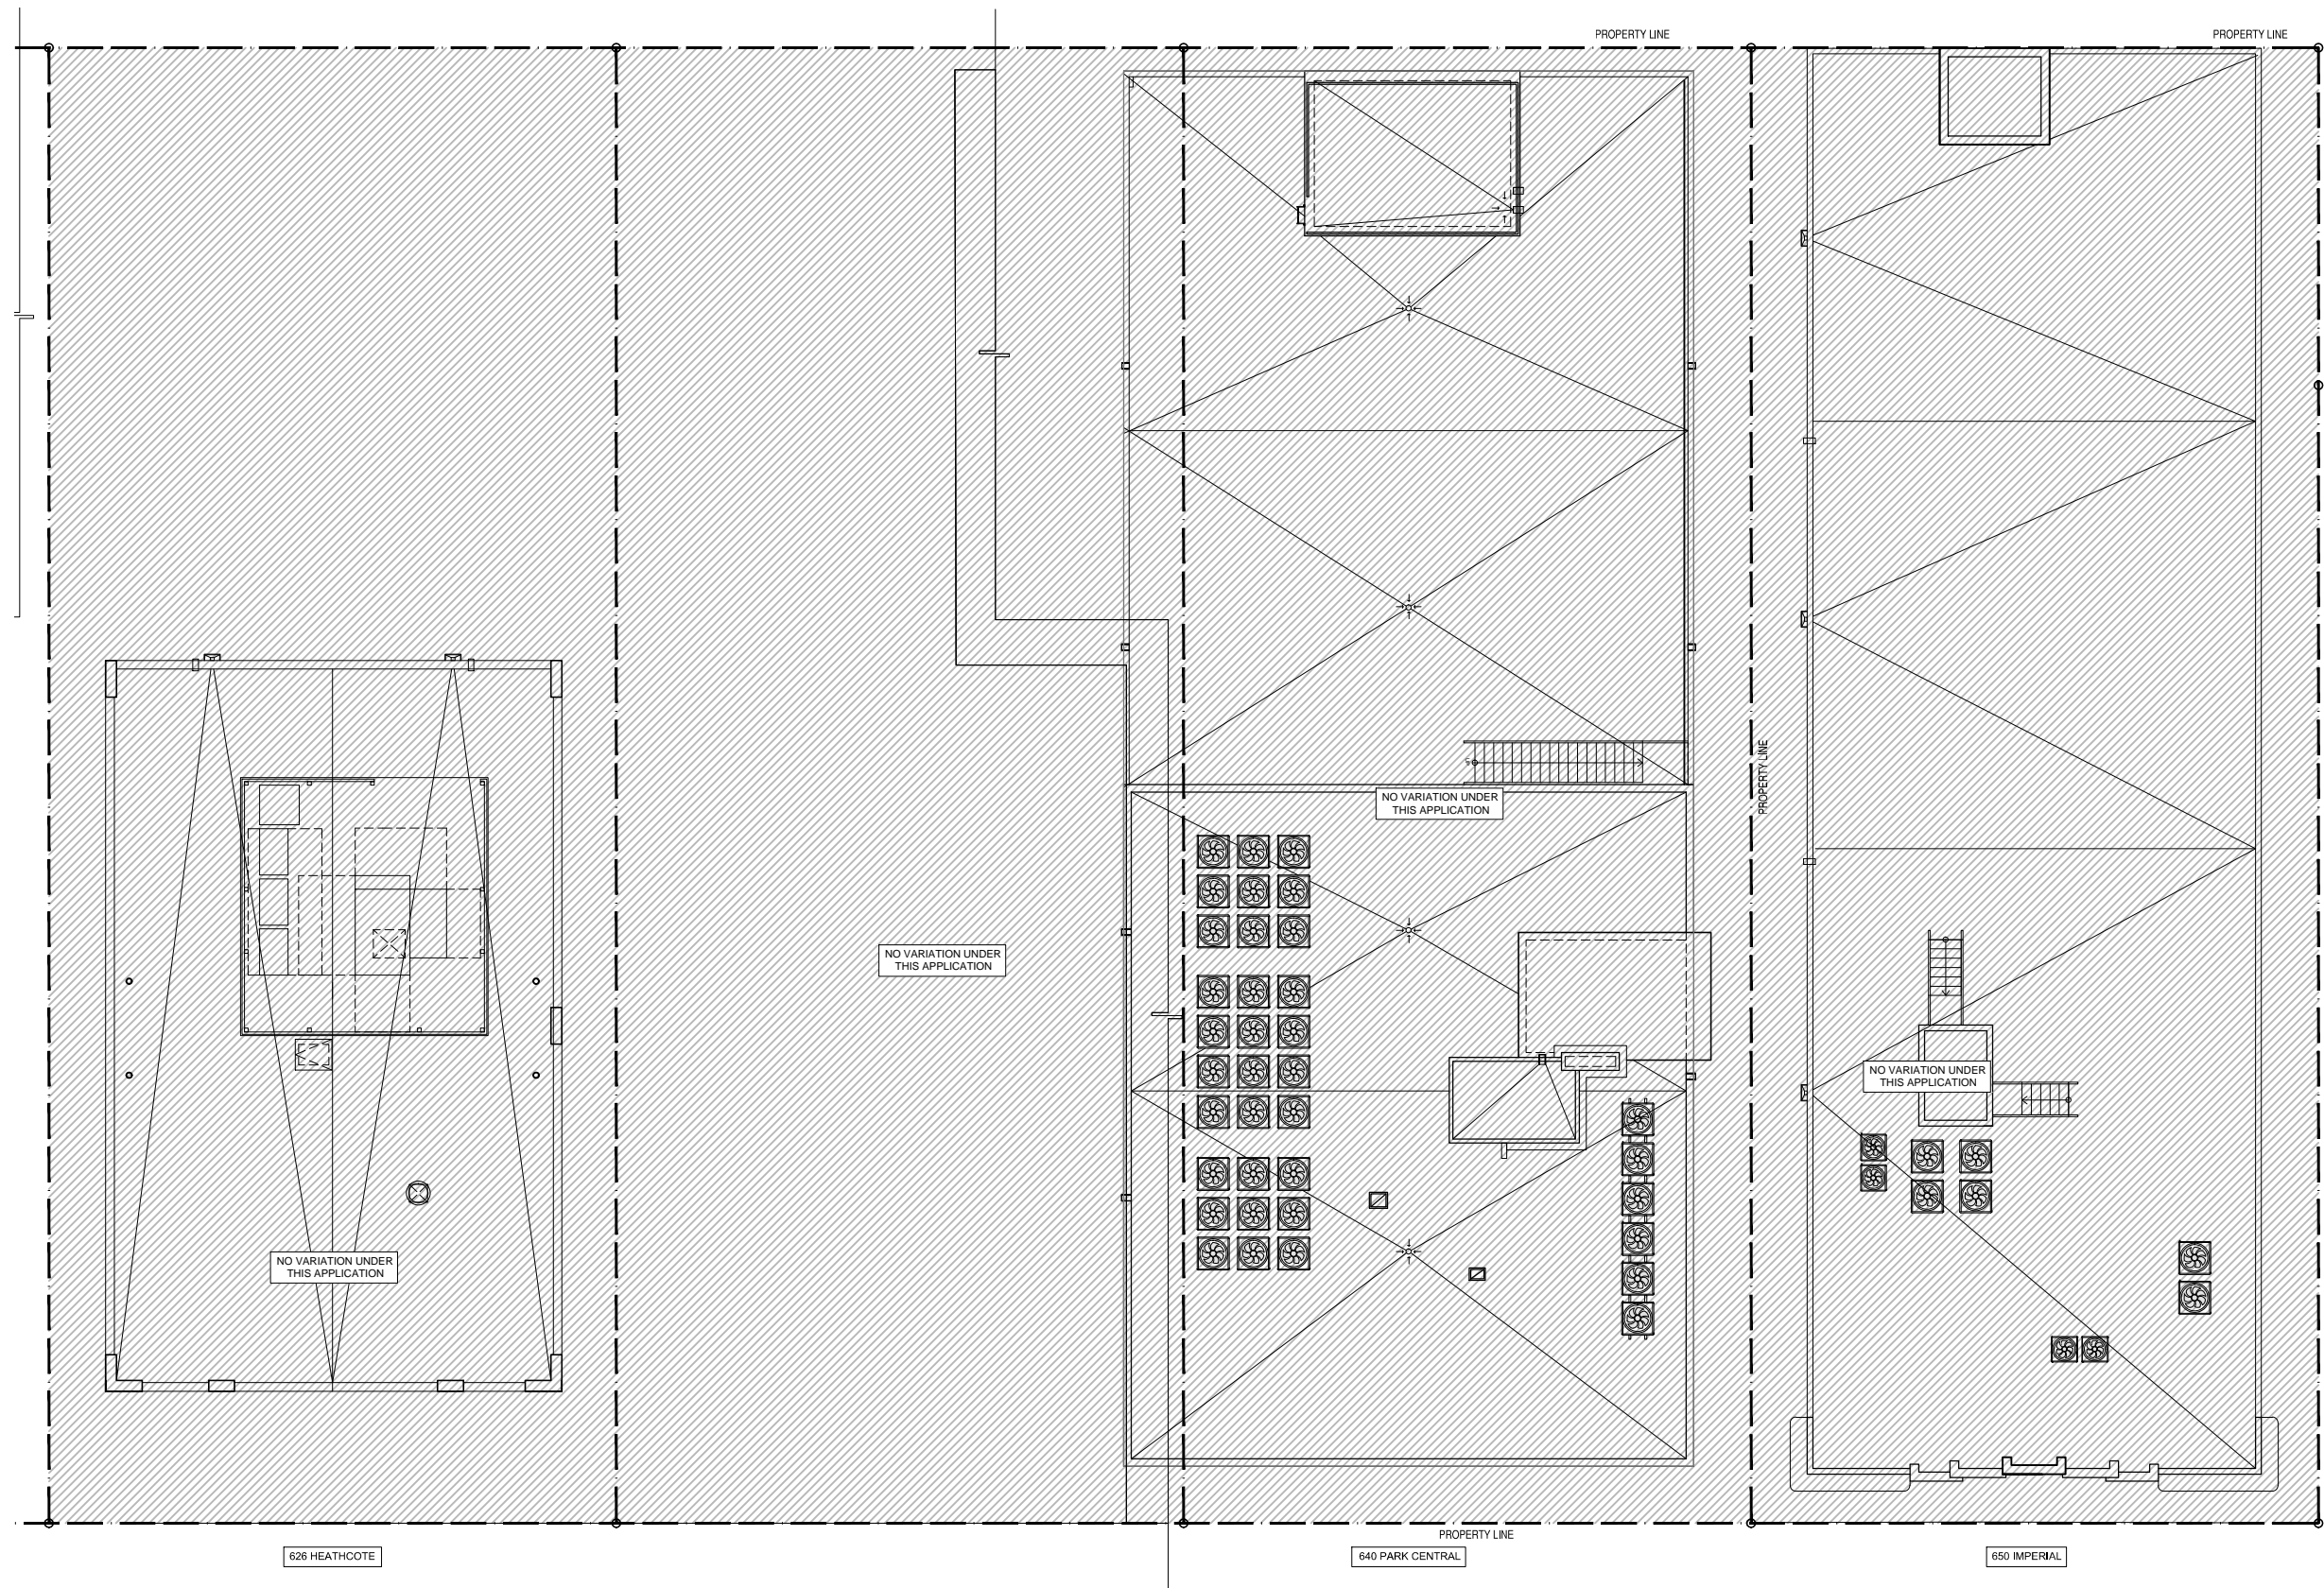 PROPERTY LINE
PROPERTY LINE
PROPERTY LINE
NO VARIATION UNDER
THIS APPLICATION
NO VARIATION UNDER
THIS APPLICATION
NO VARIATION UNDER
THIS APPLICATION
NO VARIATION UNDER
THIS APPLICATION
PROPERTY LINE
626 HEATHCOTE
640 PARK CENTRAL
650 IMPERIAL